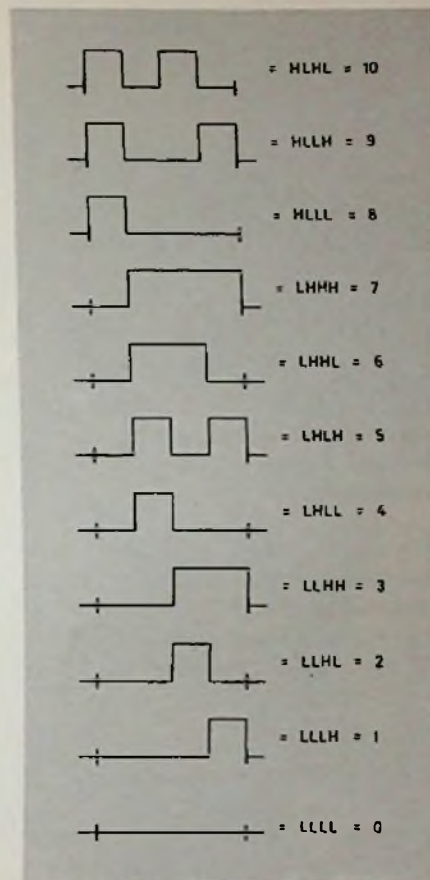 = HLHL = 10
= HLLH = 9
= HLLL = 8
= LHHH = 7
= LHHL = 6
= LHLH = 5
= LHLL = 4
= LLHH = 3
= LLHL = 2
= LLLH = 1
= LLLL = 0